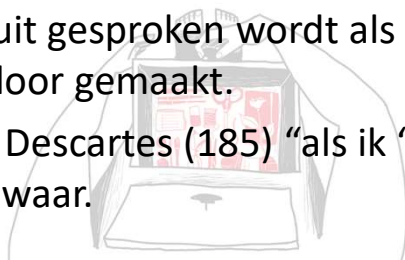 uit gesproken wordt als
door gemaakt.
Descartes (185) “als ik “
waar.